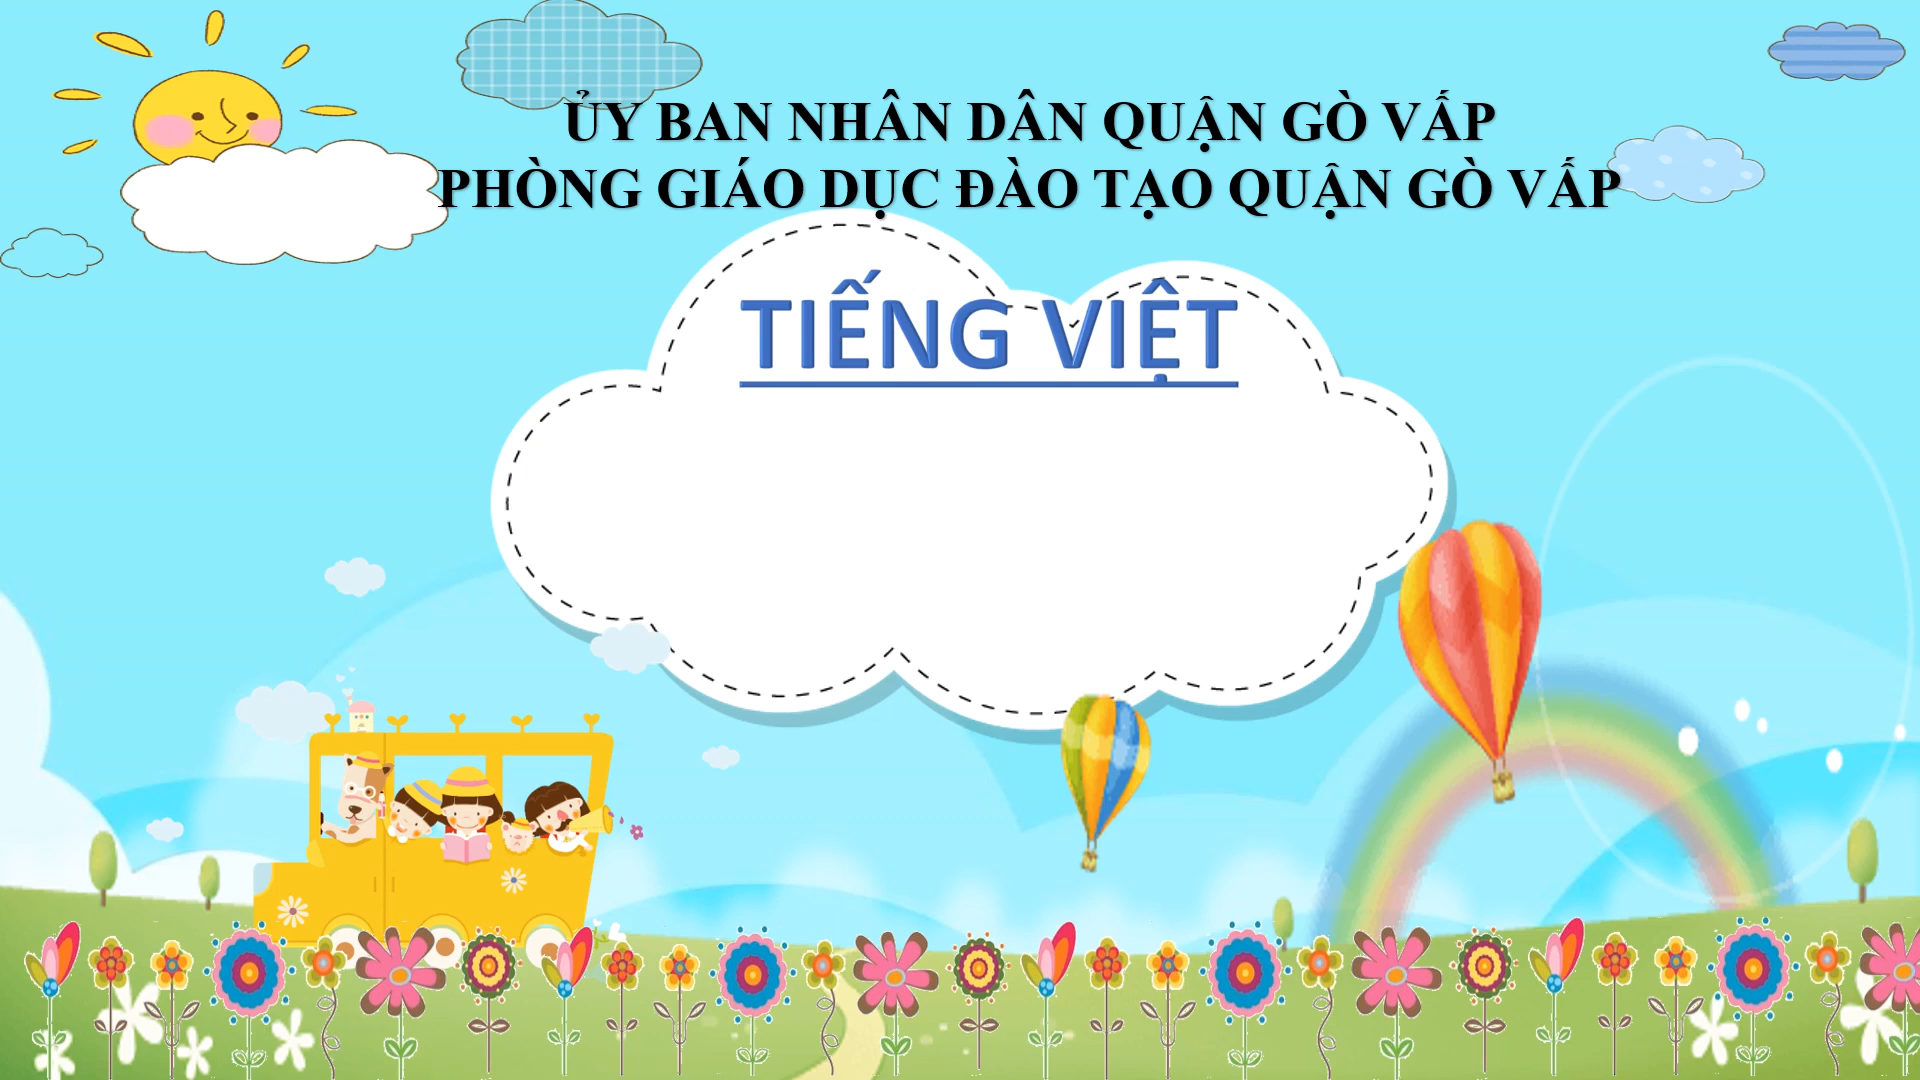 ỦY BAN NHÂN DÂN QUẬN GÒ VẤP
PHÒNG GIÁO DỤC ĐÀO TẠO QUẬN GÒ VẤP
TIẾNG VIỆT